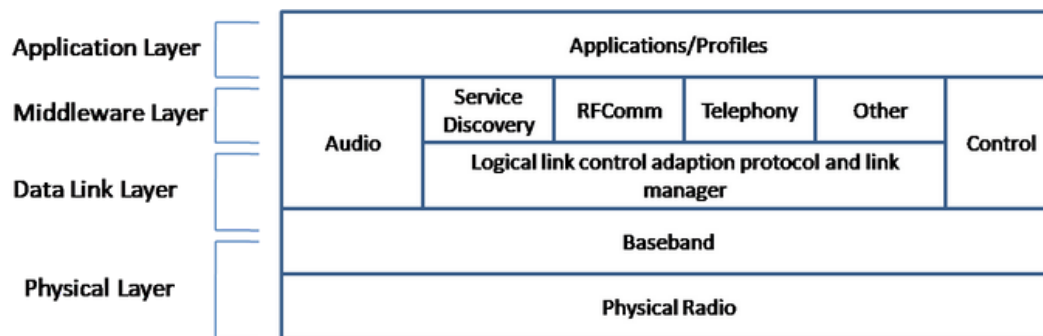 Application Layer
Applications/Profiles
Middleware Layer
Audio
Service
Discovery
RFComm
Telephony
Other
Control
Data Link Layer
Logical link control adaption protocol and link
manager
Baseband
Physical Layer
Physical Radio